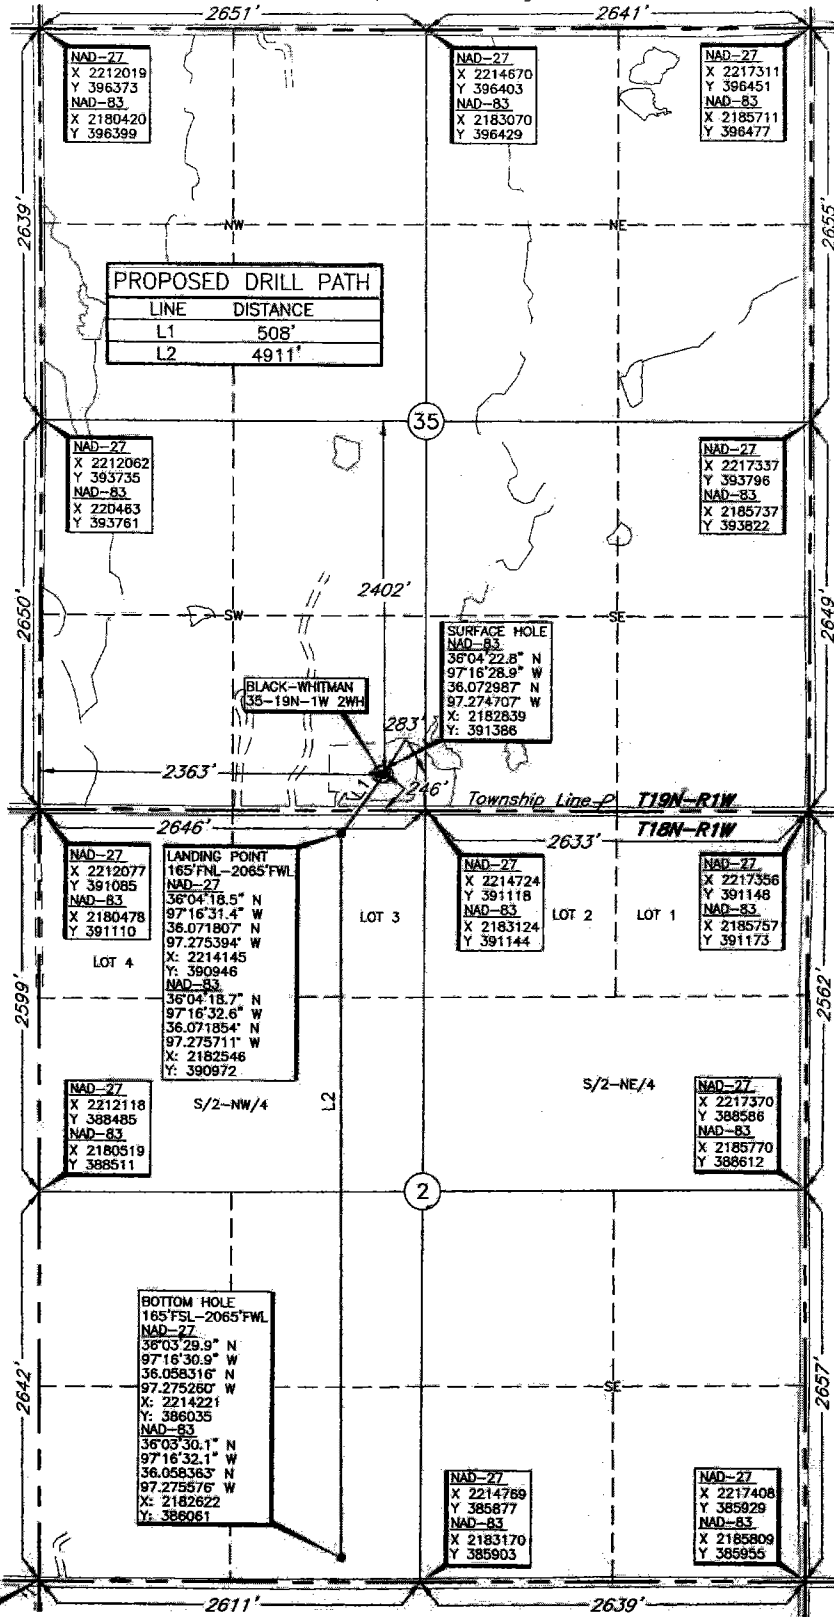 2651'
2641'
NAD-27
X 2212019
Y 396373
NAD-83
X 2180420
Y 396399
NAD-27
X 2214670
Y 396403
NAD-83
X 2183070
Y 396429
NAD-27
X 2217311
Y 396451
NAD-83
X 2185711
Y 396477
2639'
2655'
NW
NE
PROPOSED DRILL PATH
LINE DISTANCE
L1 508'
L2 4911'
35
NAD-27
X 2212062
Y 393735
NAD-83
X 220463
Y 393761
NAD-27
X 2217337
Y 393796
NAD-83
X 2185737
Y 393822
2402'
2650'
2649'
SW
SE
SURFACE HOLE
NAD-83
36°04'22.8" N
97°16'28.9" W
36.072987° N
97.274707° W
X: 2182839
Y: 391386
BLACK-WHITMAN
35-19N-1W 2WH
283'
2363'
L1
246'
Township Line
T19N-R1W
T18N-R1W
2646'
2633'
NAD-27
X 2212077
Y 391085
NAD-83
X 2180478
Y 391110
LANDING POINT
165'FNL-2065'FWL
NAD-27
36°04'18.5" N
97°16'31.4" W
36.071807° N
97.275394° W
X: 2214145
Y: 390946
NAD-83
36°04'18.7" N
97°16'32.6" W
36.071854° N
97.275711° W
X: 2182546
Y: 390972
NAD-27
X 2214724
Y 391118
NAD-83
X 2183124
Y 391144
NAD-27
X 2217356
Y 391148
NAD-83
X 2185757
Y 391173
LOT 4
LOT 3
LOT 2
LOT 1
2599'
2562'
NAD-27
X 2212118
Y 388485
NAD-83
X 2180519
Y 388511
S/2-NW/4
L2
S/2-NE/4
NAD-27
X 2217370
Y 388586
NAD-83
X 2185770
Y 388612
2
BOTTOM HOLE
165'FSL-2065'FWL
NAD-27
36°03'29.9" N
97°16'30.9" W
36.058316° N
97.275260° W
X: 2214221
Y: 386035
NAD-83
36°03'30.1" N
97°16'32.1" W
36.058363° N
97.275576° W
X: 2182622
Y: 386061
2642'
2657'
SE
NAD-27
X 2214769
Y 385877
NAD-83
X 2183170
Y 385903
NAD-27
X 2217408
Y 385929
NAD-83
X 2185809
Y 385955
2611'
2639'